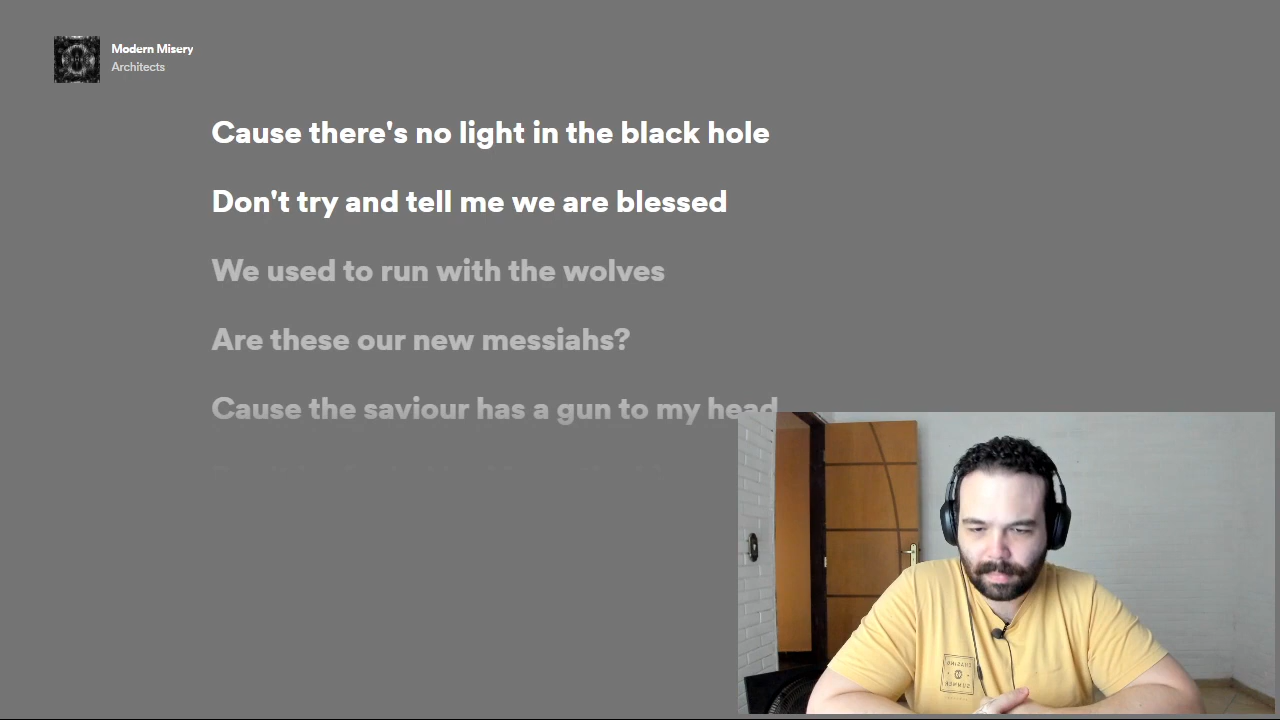 Modern Misery
Architects
Cause there's no light in the black hole
Don't try and tell me we are blessed
We used to run with the wolves
Are these our new messiahs?
Cause the saviour has a gun to my head